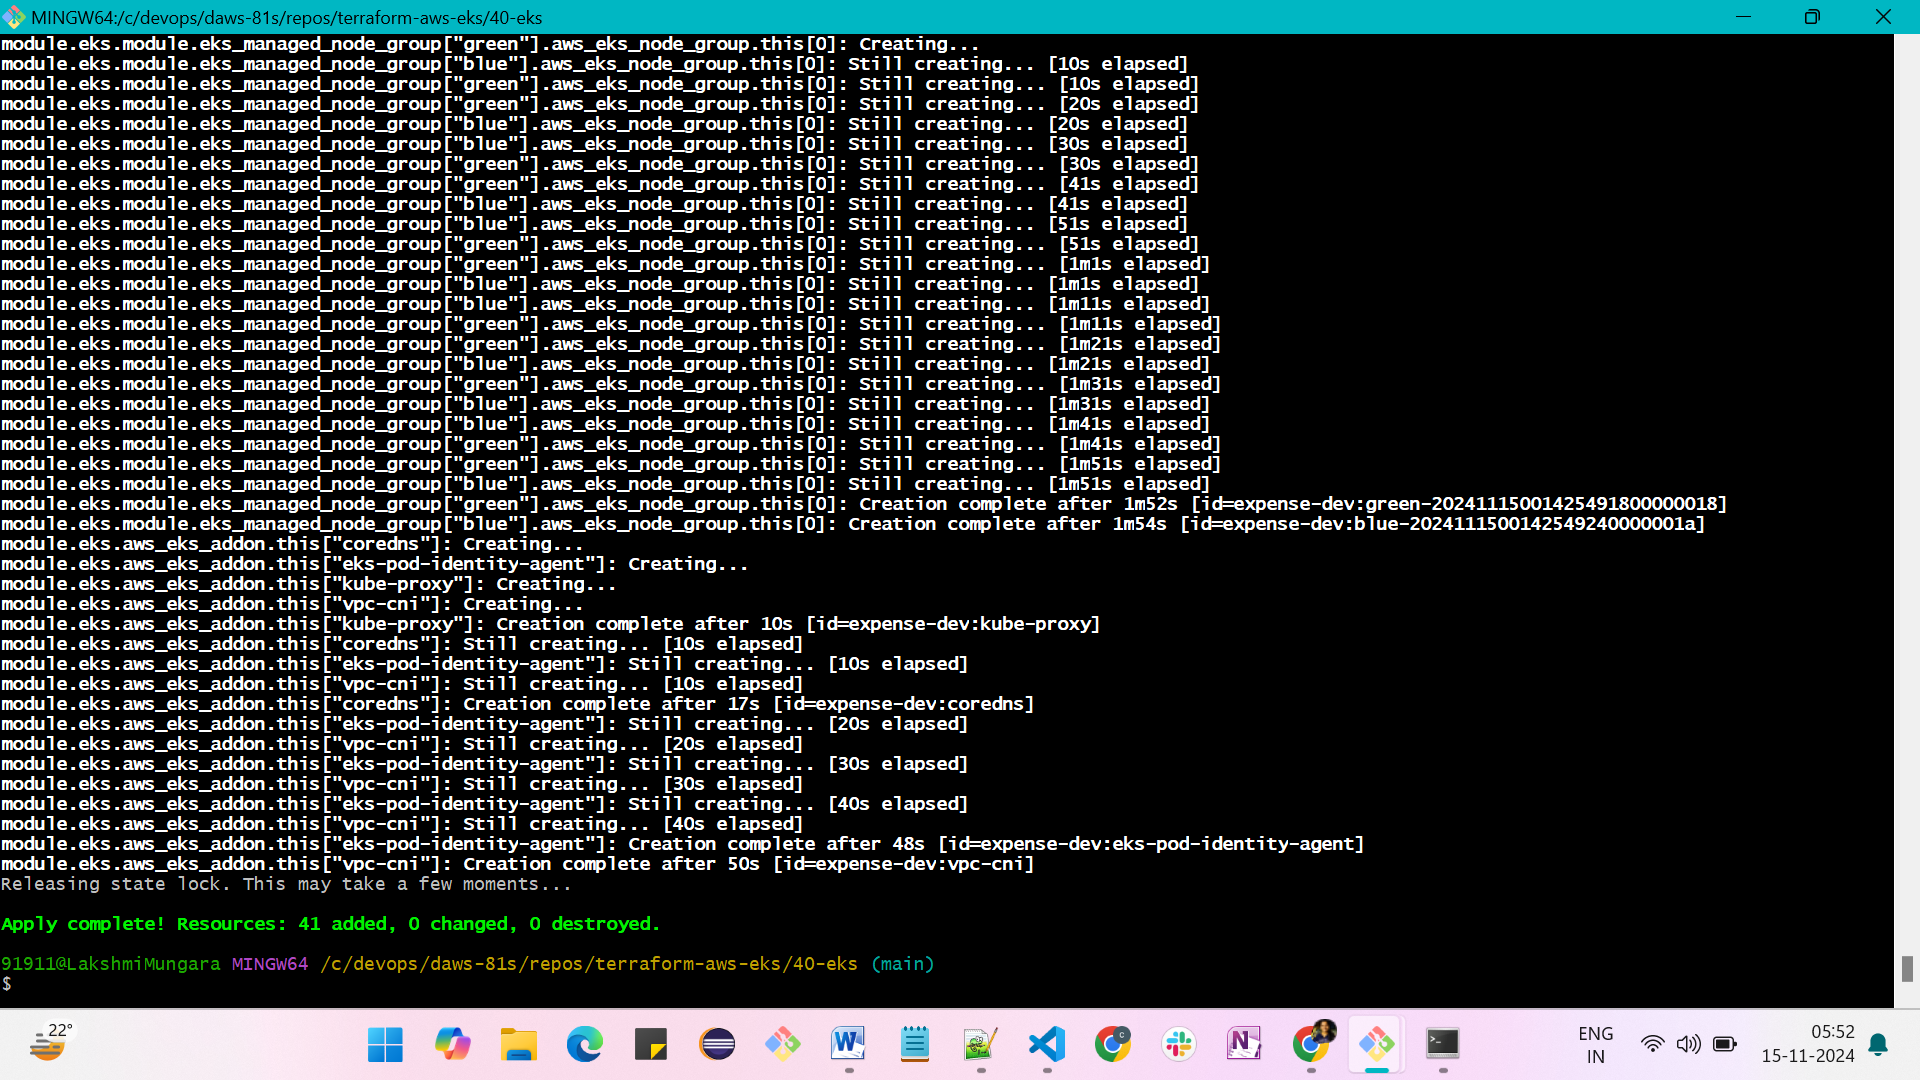 MINGW64:/c/devops/daws-81s/repos/terraform-aws-eks/40-eks
module.eks.module.eks_managed_node_group["green"].aws_eks_node_group.this[0]: Creating...
module.eks.module.eks_managed_node_group["blue"].aws_eks_node_group.this[0]: Still creating... [10s elapsed]
module.eks.module.eks_managed_node_group["green"].aws_eks_node_group.this[0]: Still creating... [10s elapsed]
module.eks.module.eks_managed_node_group["green"].aws_eks_node_group.this[0]: Still creating... [20s elapsed]
module.eks.module.eks_managed_node_group["blue"].aws_eks_node_group.this[0]: Still creating... [20s elapsed]
module.eks.module.eks_managed_node_group["blue"].aws_eks_node_group.this[0]: Still creating... [30s elapsed]
module.eks.module.eks_managed_node_group["green"].aws_eks_node_group.this[0]: Still creating... [30s elapsed]
module.eks.module.eks_managed_node_group["green"].aws_eks_node_group.this[0]: Still creating... [41s elapsed]
module.eks.module.eks_managed_node_group["blue"].aws_eks_node_group.this[0]: Still creating... [41s elapsed]
module.eks.module.eks_managed_node_group["blue"].aws_eks_node_group.this[0]: Still creating... [51s elapsed]
module.eks.module.eks_managed_node_group["green"].aws_eks_node_group.this[0]: Still creating... [51s elapsed]
module.eks.module.eks_managed_node_group["green"].aws_eks_node_group.this[0]: Still creating... [1m1s elapsed]
module.eks.module.eks_managed_node_group["blue"].aws_eks_node_group.this[0]: Still creating... [1m1s elapsed]
module.eks.module.eks_managed_node_group["blue"].aws_eks_node_group.this[0]: Still creating... [1m11s elapsed]
module.eks.module.eks_managed_node_group["green"].aws_eks_node_group.this[0]: Still creating... [1m11s elapsed]
module.eks.module.eks_managed_node_group["green"].aws_eks_node_group.this[0]: Still creating... [1m21s elapsed]
module.eks.module.eks_managed_node_group["blue"].aws_eks_node_group.this[0]: Still creating... [1m21s elapsed]
module.eks.module.eks_managed_node_group["green"].aws_eks_node_group.this[0]: Still creating... [1m31s elapsed]
module.eks.module.eks_managed_node_group["blue"].aws_eks_node_group.this[0]: Still creating... [1m31s elapsed]
module.eks.module.eks_managed_node_group["blue"].aws_eks_node_group.this[0]: Still creating... [1m41s elapsed]
module.eks.module.eks_managed_node_group["green"].aws_eks_node_group.this[0]: Still creating... [1m41s elapsed]
module.eks.module.eks_managed_node_group["green"].aws_eks_node_group.this[0]: Still creating... [1m51s elapsed]
module.eks.module.eks_managed_node_group["blue"].aws_eks_node_group.this[0]: Still creating... [1m51s elapsed]
module.eks.module.eks_managed_node_group["green"].aws_eks_node_group.this[0]: Creation complete after 1m52s [id=expense-dev:green-20241115001425491800000018]
module.eks.module.eks_managed_node_group["blue"].aws_eks_node_group.this[0]: Creation complete after 1m54s [id=expense-dev:blue-2024111500142549240000001a]
module.eks.aws_eks_addon.this["coredns"]: Creating...
module.eks.aws_eks_addon.this["eks-pod-identity-agent"]: Creating...
module.eks.aws_eks_addon.this["kube-proxy"]: Creating...
module.eks.aws_eks_addon.this["vpc-cni"]: Creating...
module.eks.aws_eks_addon.this["kube-proxy"]: Creation complete after 10s [id=expense-dev:kube-proxy]
module.eks.aws_eks_addon.this["coredns"]: Still creating... [10s elapsed]
module.eks.aws_eks_addon.this["eks-pod-identity-agent"]: Still creating... [10s elapsed]
module.eks.aws_eks_addon.this["vpc-cni"]: Still creating... [10s elapsed]
module.eks.aws_eks_addon.this["coredns"]: Creation complete after 17s [id=expense-dev:coredns]
module.eks.aws_eks_addon.this["eks-pod-identity-agent"]: Still creating... [20s elapsed]
module.eks.aws_eks_addon.this["vpc-cni"]: Still creating... [20s elapsed]
module.eks.aws_eks_addon.this["eks-pod-identity-agent"]: Still creating... [30s elapsed]
module.eks.aws_eks_addon.this["vpc-cni"]: Still creating... [30s elapsed]
module.eks.aws_eks_addon.this["eks-pod-identity-agent"]: Still creating... [40s elapsed]
module.eks.aws_eks_addon.this["vpc-cni"]: Still creating... [40s elapsed]
module.eks.aws_eks_addon.this["eks-pod-identity-agent"]: Creation complete after 48s [id=expense-dev:eks-pod-identity-agent]
module.eks.aws_eks_addon.this["vpc-cni"]: Creation complete after 50s [id=expense-dev:vpc-cni]
Releasing state lock. This may take a few moments...
Apply complete! Resources: 41 added, 0 changed, 0 destroyed.
91911@LakshmiMungara MINGW64 /c/devops/daws-81s/repos/terraform-aws-eks/40-eks (main)
$
22°
ENG
IN
05:52
15-11-2024